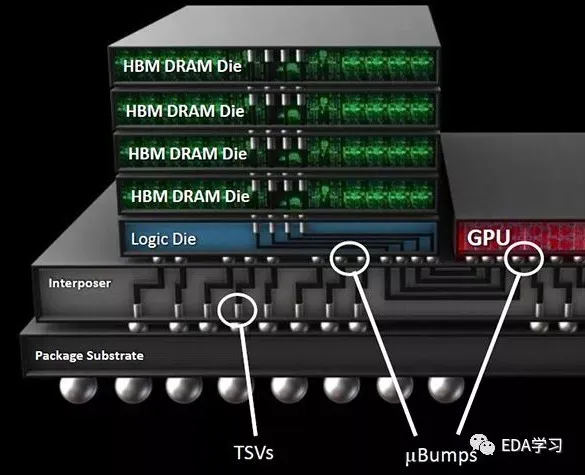 HBM DRAM Die
HBM DRAM Die
HBM DRAM Die
HBM DRAM Die
Logic Die
GPU
Interposer
Package Substrate
TSVs
µBumps
EDA学习